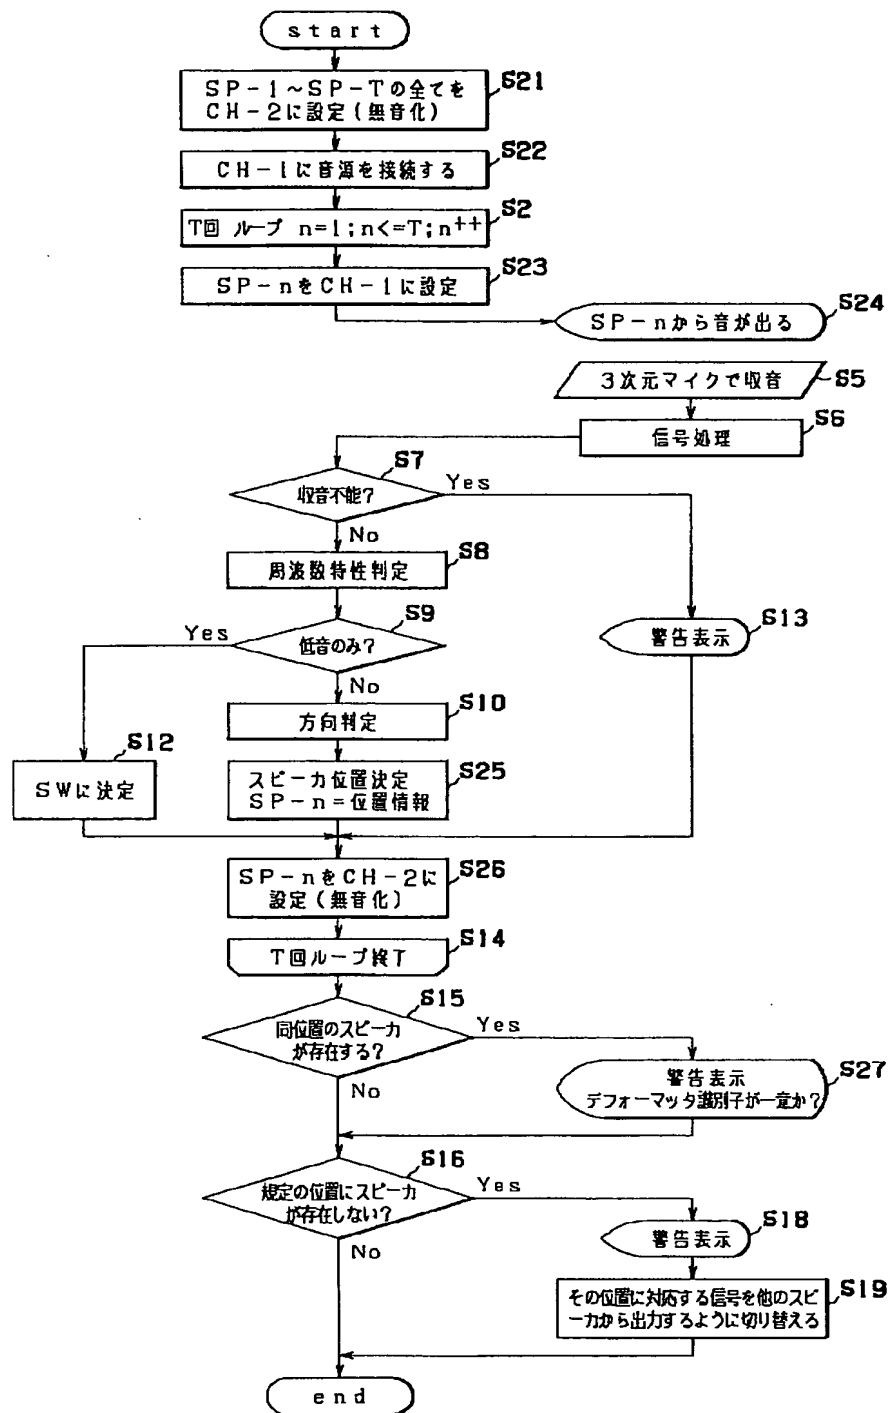 start
SP-1～SP-Tの全てを
CH-2に設定(無音化)
S21
CH-1に音源を接続する
S22
T回 ループ n=1;n<=T;n++
S2
SP-nをCH-1に設定
S23
SP-nから音が出る
S24
3次元マイクで収音
S5
信号処理
S6
収音不能?
S7
Yes
No
周波数特性判定
S8
低音のみ?
S9
Yes
No
警告表示
S13
方向判定
S10
SWに決定
S12
スピーカ位置決定
SP-n=位置情報
S25
SP-nをCH-2に
設定(無音化)
S26
T回ループ終了
S14
同位置のスピーカ
が存在する?
S15
Yes
No
警告表示
デフォーマッタ識別子が一意か?
S27
規定の位置にスピーカ
が存在しない?
S16
Yes
No
警告表示
S18
その位置に対応する信号を他のスピ
ーカから出力するように切り替える
S19
end